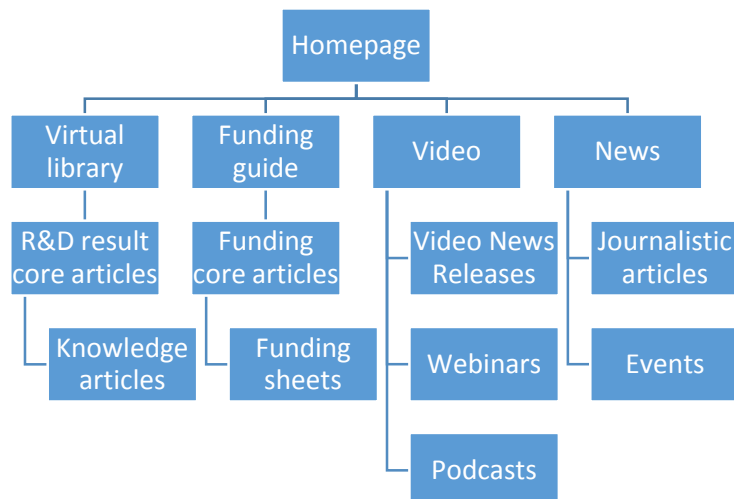 Homepage
Virtual
library
Funding
guide
Video
News
R&D result
core articles
Funding
core articles
Video News
Releases
Journalistic
articles
Knowledge
articles
Funding
sheets
Webinars
Events
Podcasts